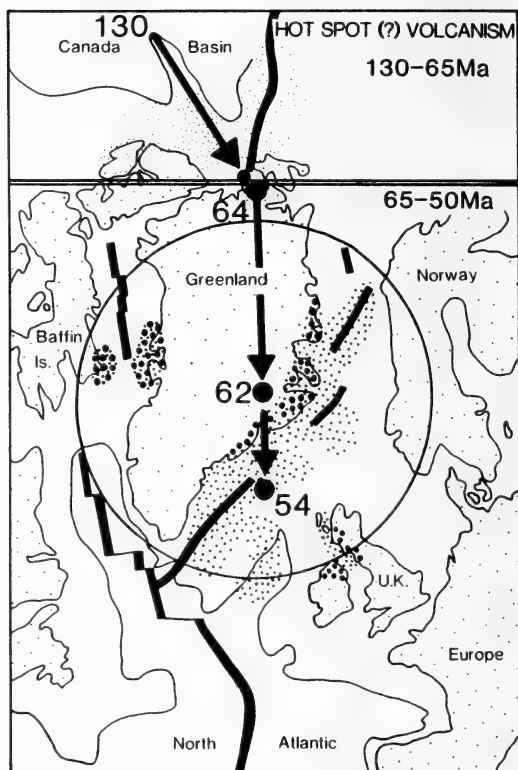 130
Canada Basin
HOT SPOT (?) VOLCANISM
130-65Ma
64
65-50Ma
Greenland
Norway
Baffin
Is.
62
54
U.K.
Europe
North Atlantic